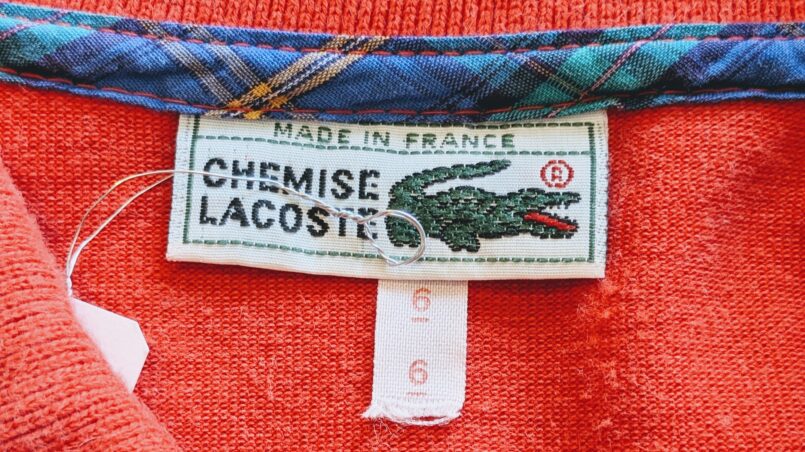 MADE IN FRANCE
CHEMISE
LACOSTE
®
6
6